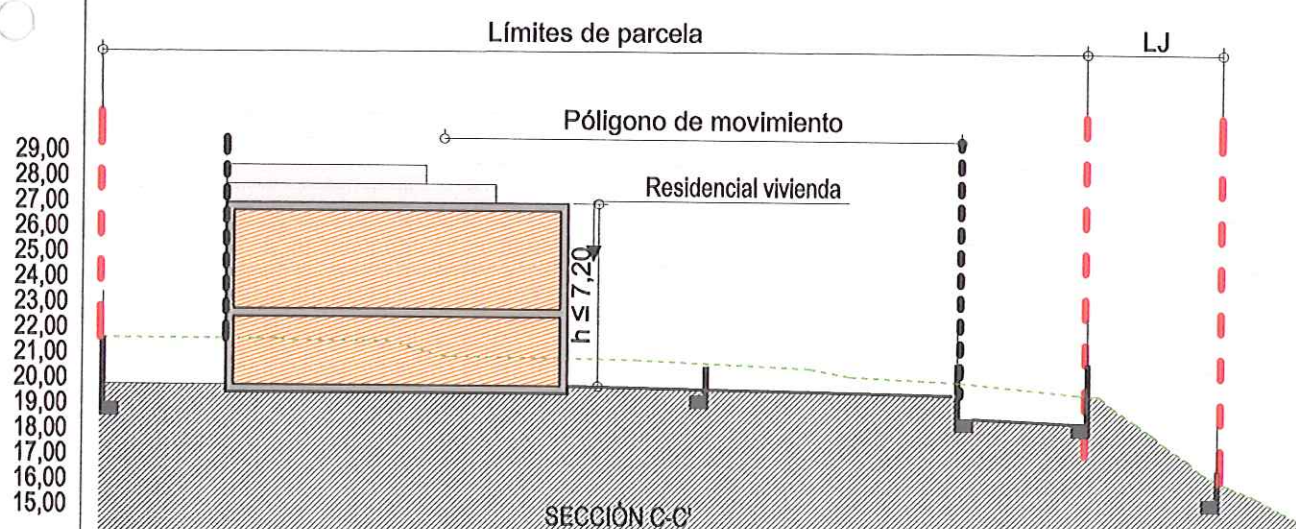 Límites de parcela
LJ
Póligono de movimiento
Residencial vivienda
h ≤ 7,20
29,00
28,00
27,00
26,00
25,00
24,00
23,00
22,00
21,00
20,00
19,00
18,00
17,00
16,00
15,00
SECCIÓN C-C'